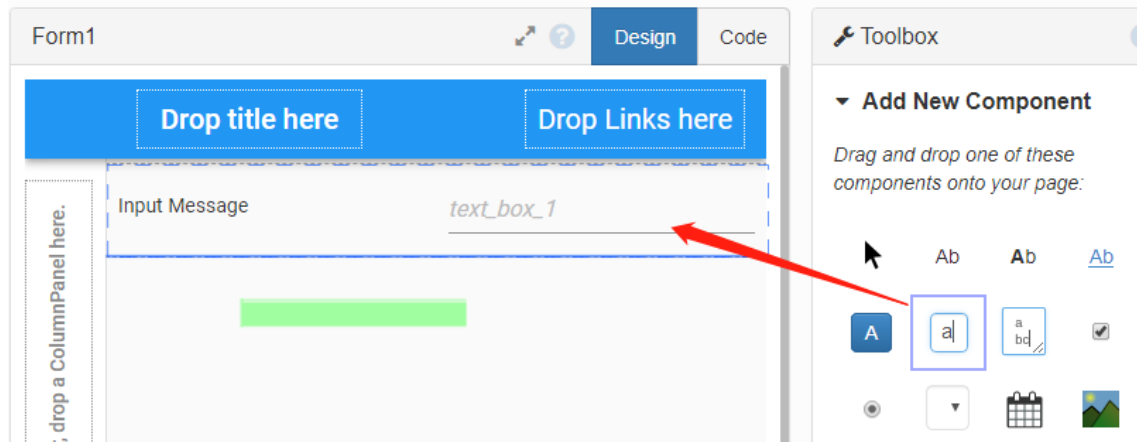 Form1
Design
Code
Toolbox
Drop title here
Drop Links here
Add New Component
Drag and drop one of these
components onto your page:
Input Message
text_box_1
, drop a ColumnPanel here.
Ab
Ab
Ab
A
a
a
bc